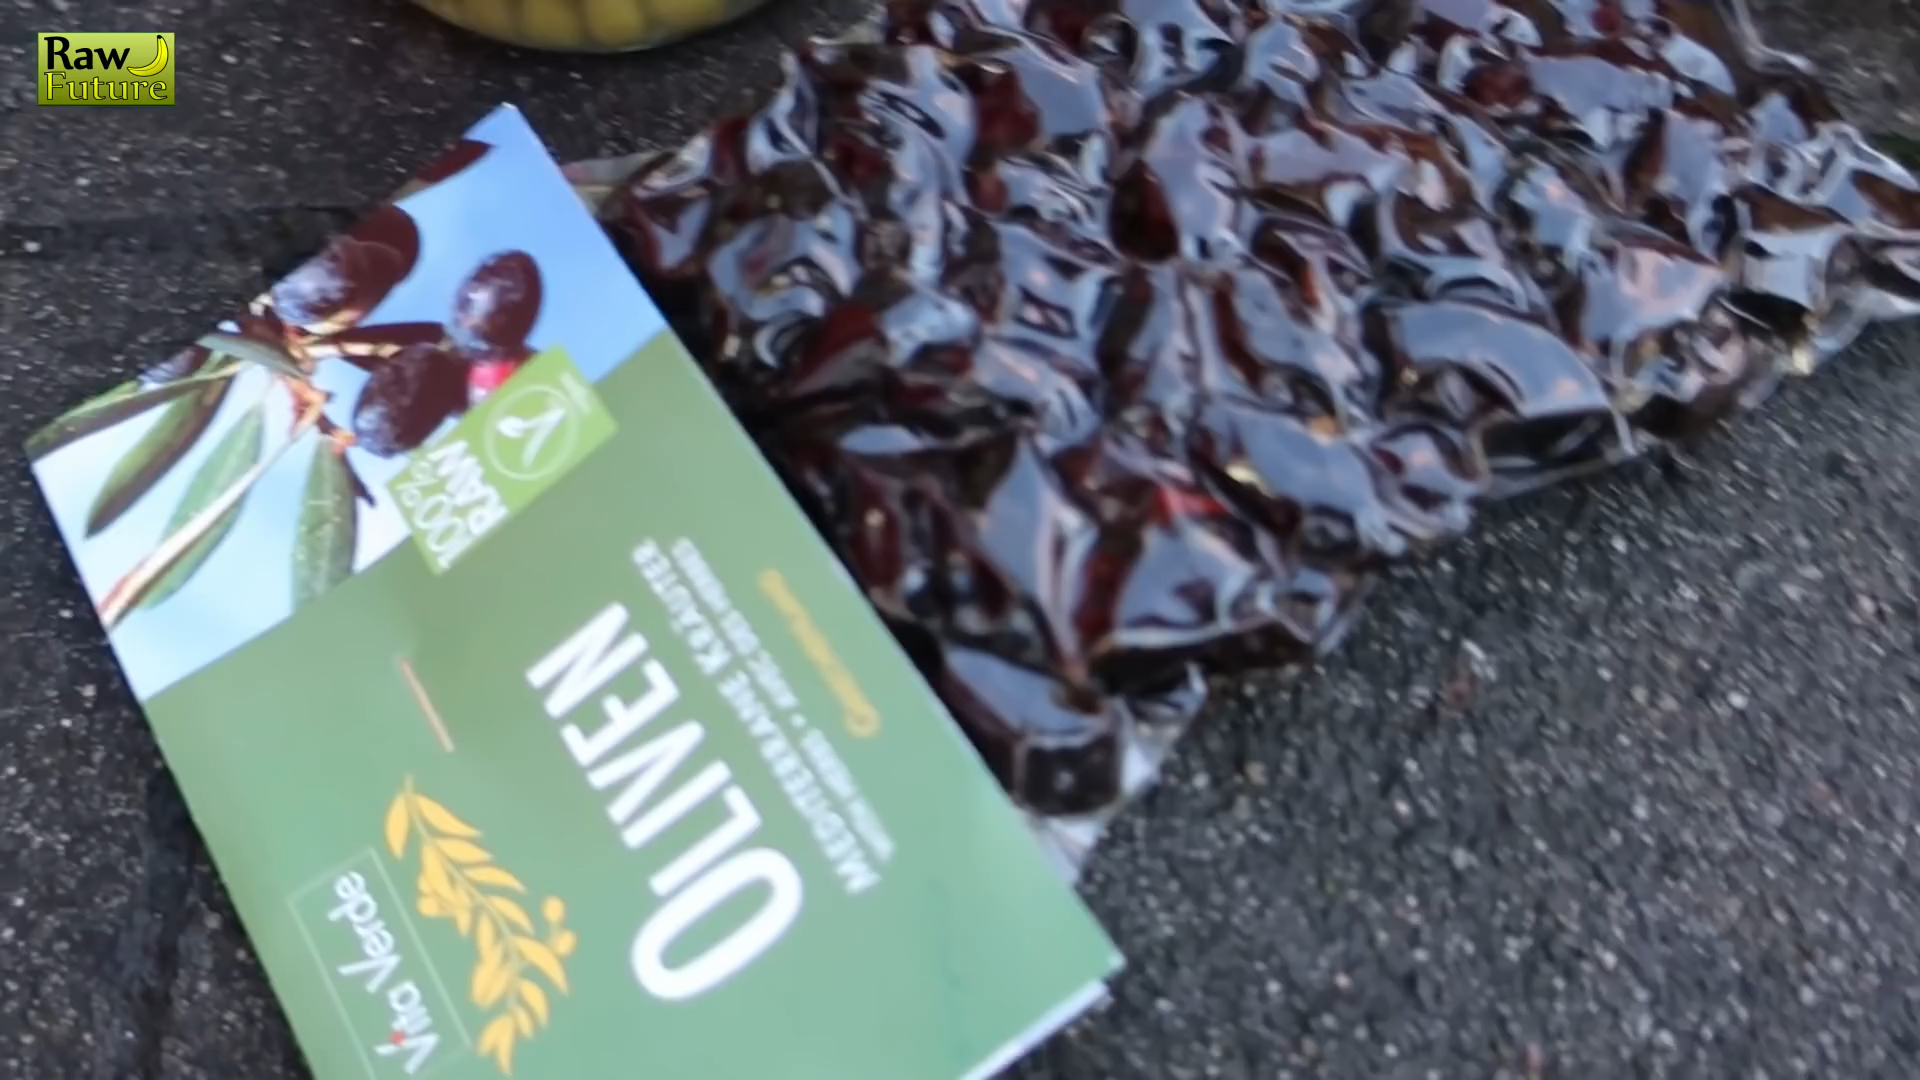 Raw
Future
100%
RAW
Vita Verde
OLIVEN
MEDITERRANE KRÄUTER